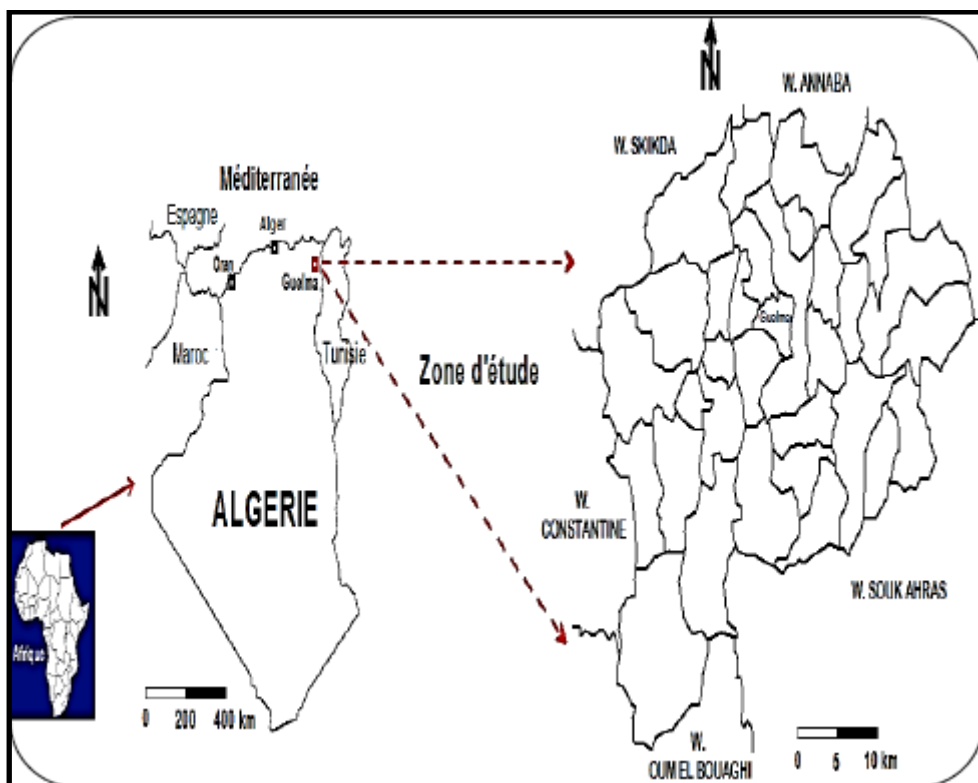 N
W. ANNABA
W. SKIKDA
Méditerranée
Espagne
Alger
N
Oran
Guelma
Guelma
Maroc
Tunisie
Zone d'étude
ALGERIE
W.
CONSTANTINE
W. SOUK AHRAS
Afrique
0 200 400 km
0 5 10 km
W.
OUM EL BOUAGHI